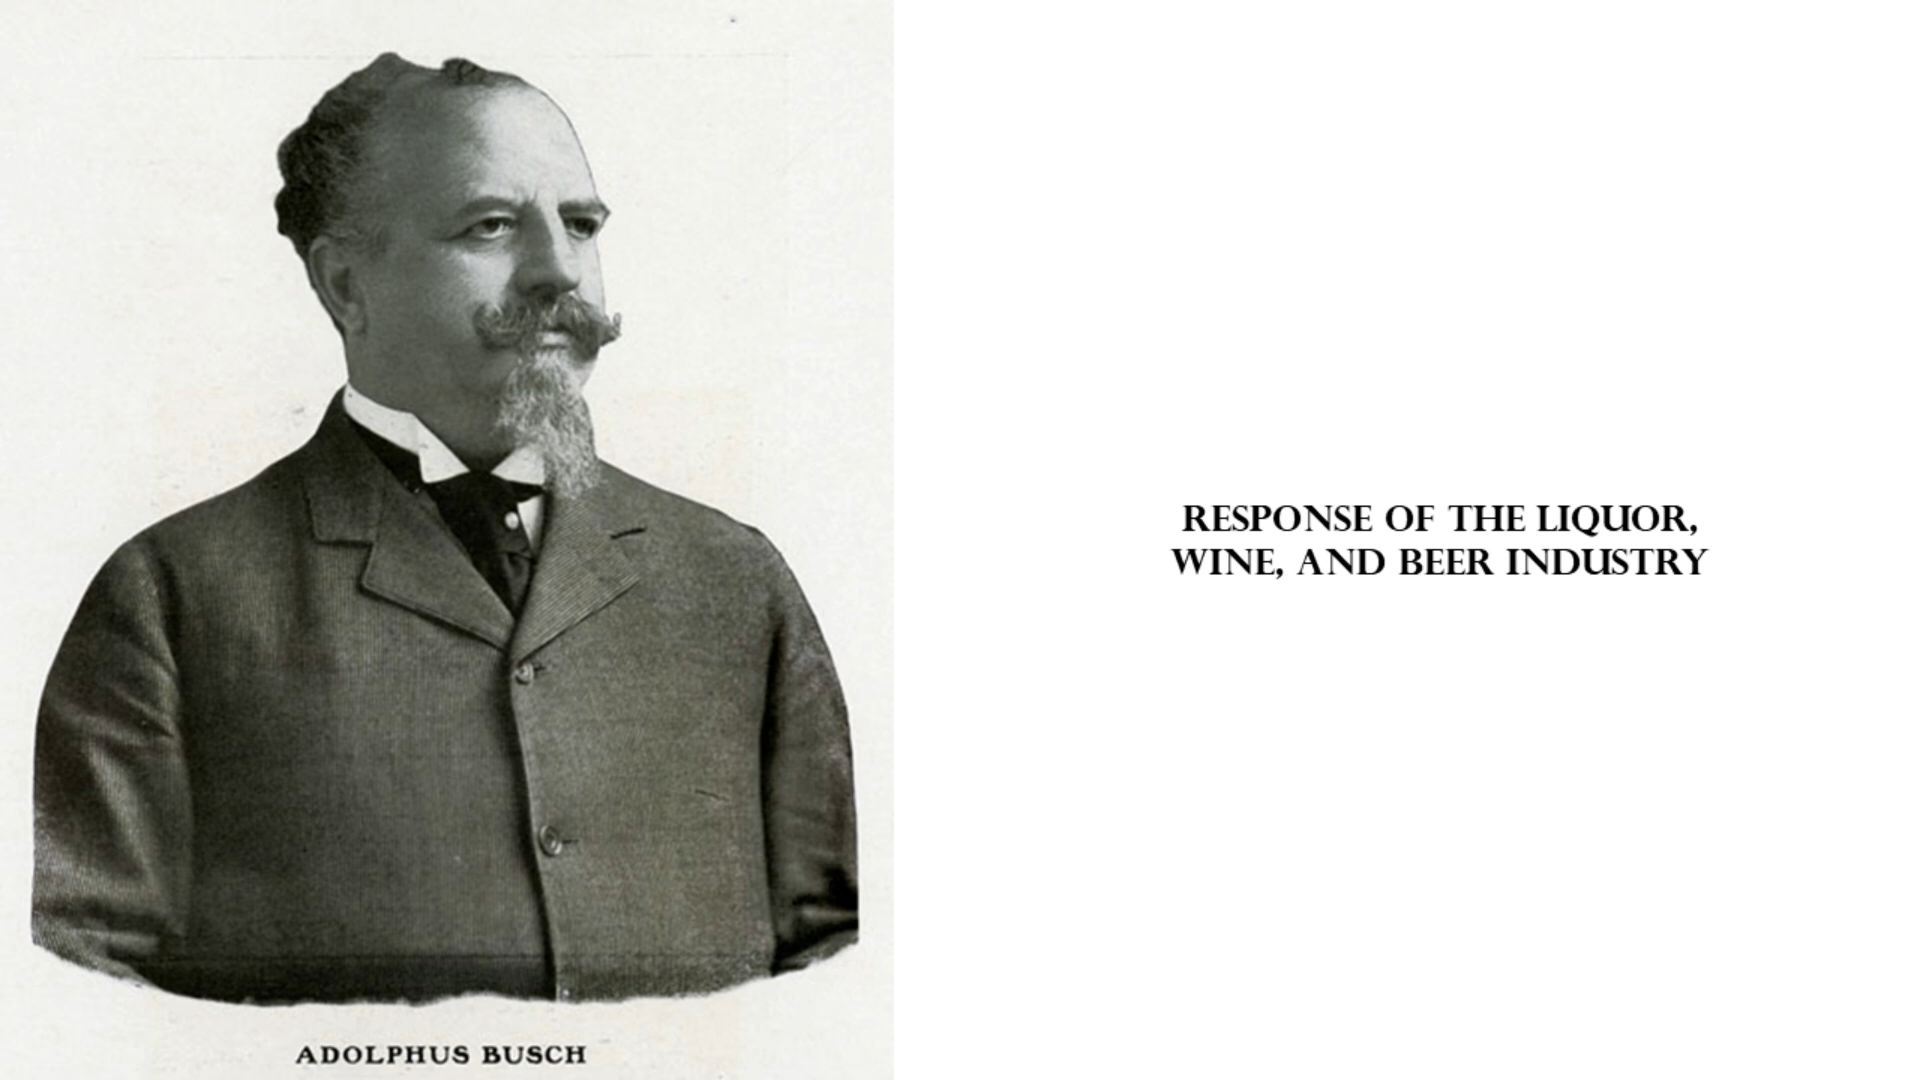 RESPONSE OF THE LIQUOR,
WINE, AND BEER INDUSTRY
ADOLPHUS BUSCH